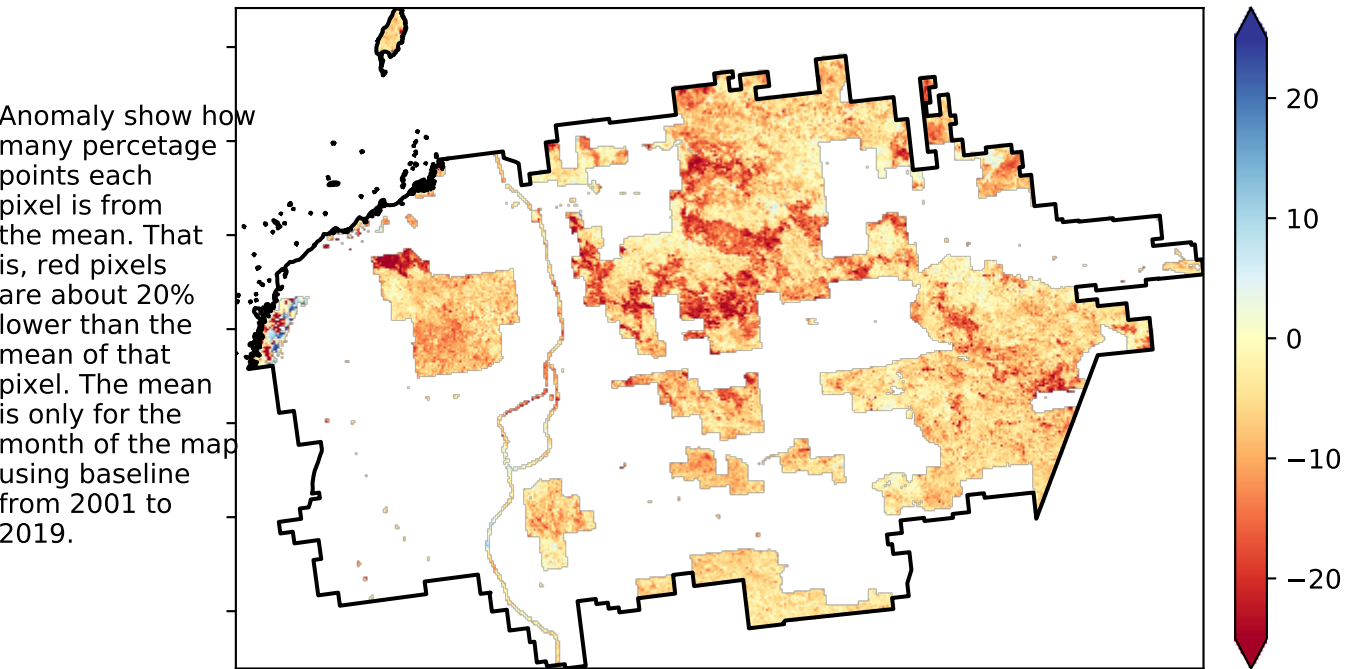 Anomaly show how
many percetage
points each
pixel is from
the mean. That
is, red pixels
are about 20%
lower than the
mean of that
pixel. The mean
is only for the
month of the map
using baseline
from 2001 to
2019.
20
10
0
−10
−20